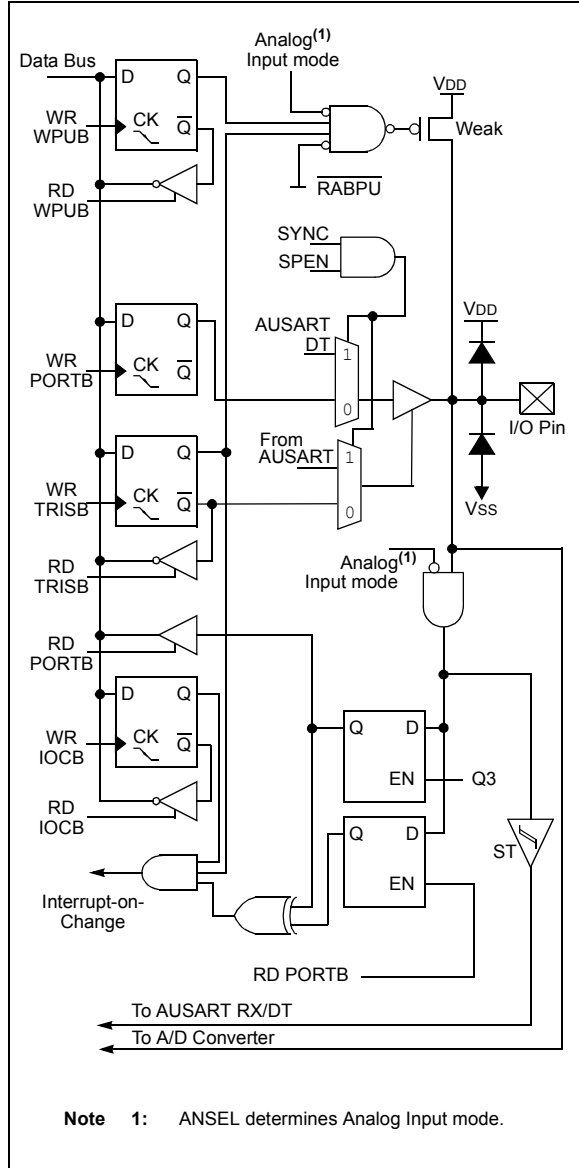 Analog(1)
Input mode
Data Bus
D Q
VDD
WR
WPUB
CK
Q
Weak
RD
WPUB
RABPU
SYNC
SPEN
D Q
AUSART
DT
1
VDD
WR
PORTB
CK
Q
0
I/O Pin
From
AUSART
1
D Q
WR
TRISB
CK
Q
0
VSS
RD
TRISB
Analog(1)
Input mode
RD
PORTB
D Q
WR
IOCB
CK
Q
Q D
EN
Q3
RD
IOCB
Q D
ST
EN
Interrupt-on-
Change
RD PORTB
To AUSART RX/DT
To A/D Converter
Note 1: ANSEL determines Analog Input mode.